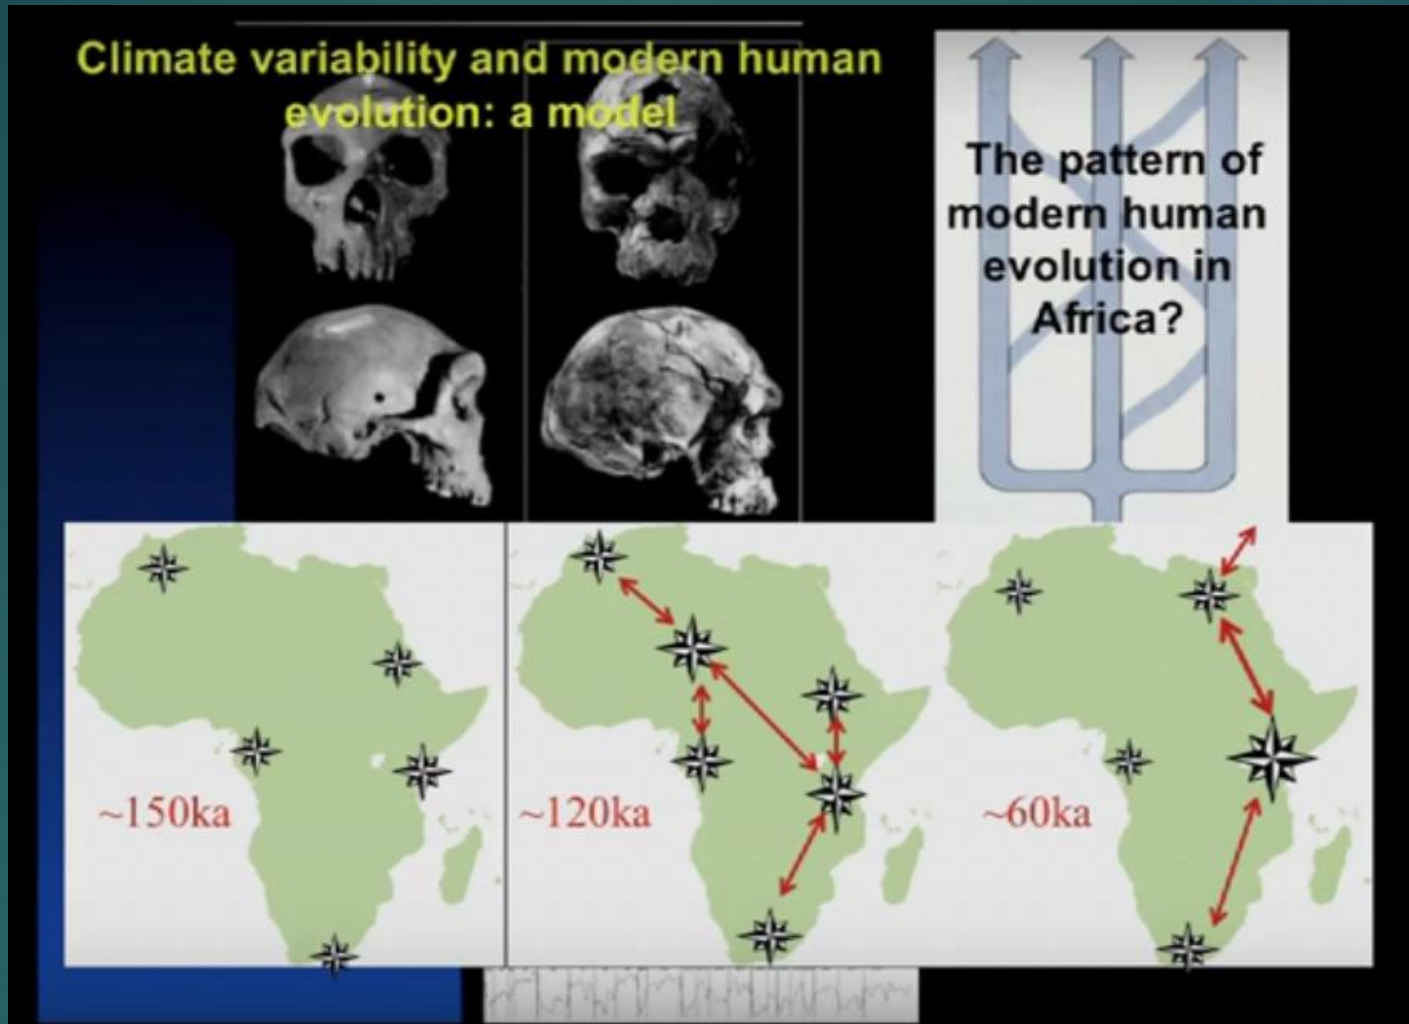 Climate variability and modern human
evolution: a model
The pattern of
modern human
evolution in
Africa?
~150ka
~120ka
~60ka